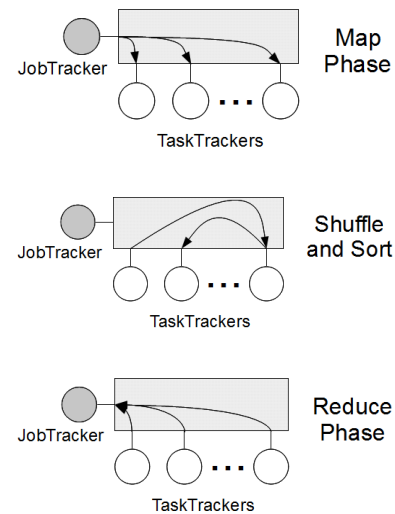 JobTracker
Map
Phase
TaskTrackers
JobTracker
Shuffle
and Sort
TaskTrackers
JobTracker
Reduce
Phase
TaskTrackers